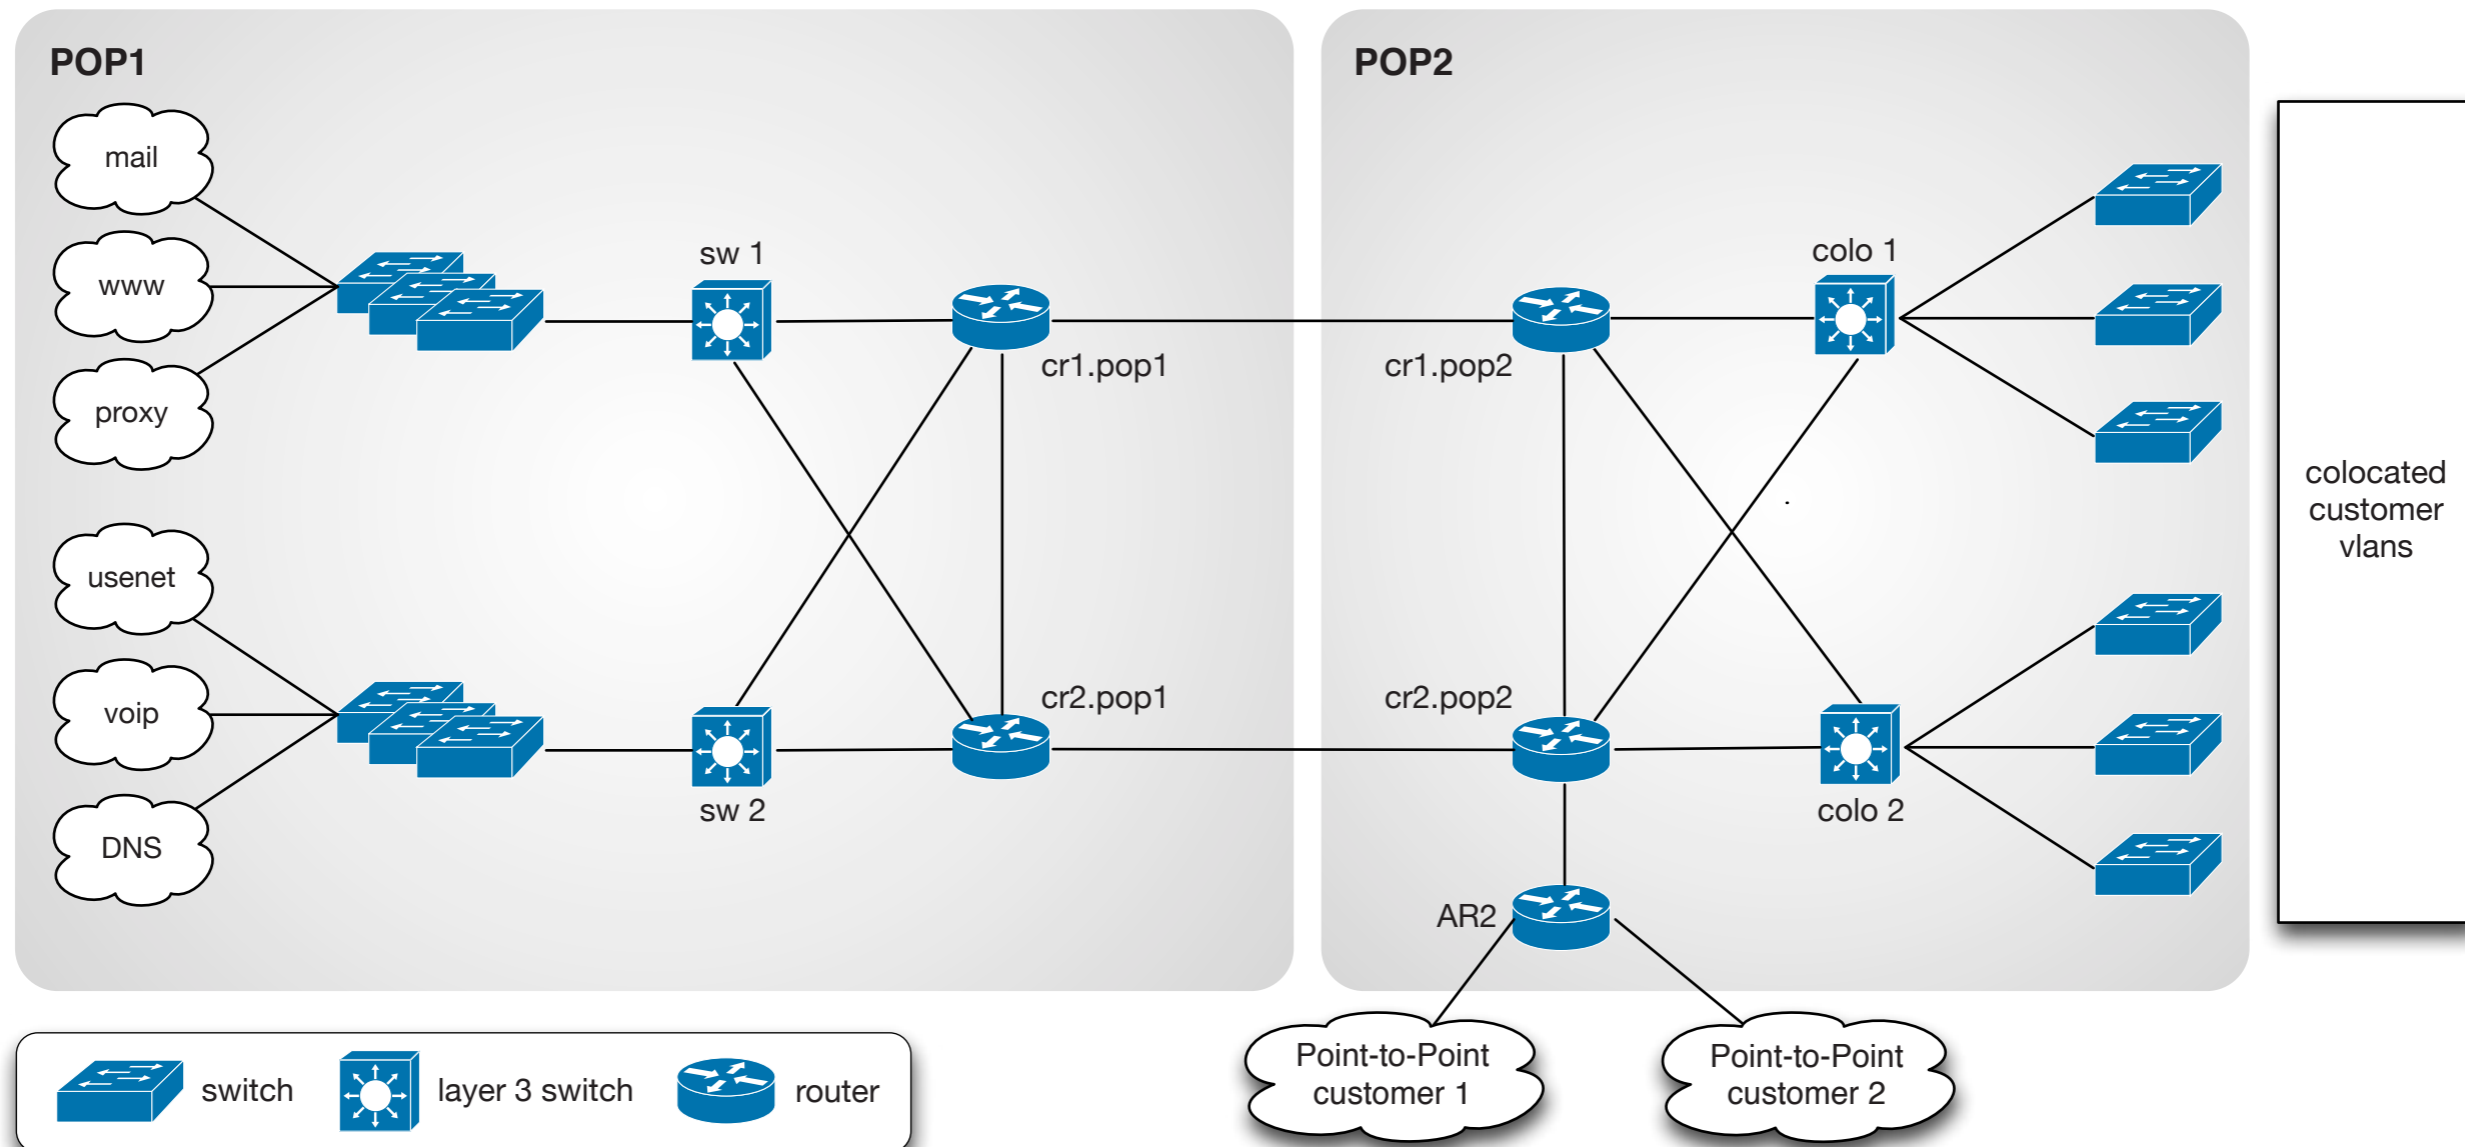 POP1
POP2
mail
www
proxy
usenet
voip
DNS
sw 1
sw 2
cr1.pop1
cr2.pop1
cr1.pop2
cr2.pop2
colo 1
colo 2
AR2
colocated
customer
vlans
Point-to-Point
customer 1
Point-to-Point
customer 2
switch
layer 3 switch
router